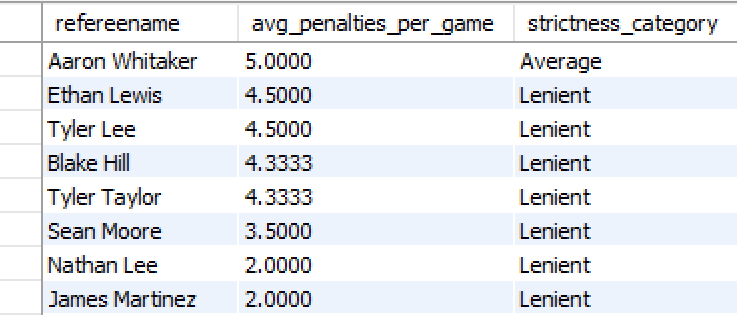 refereename avg_penalties_per_game strictness_category
Aaron Whitaker 5.0000 Average
Ethan Lewis 4.5000 Lenient
Tyler Lee 4.5000 Lenient
Blake Hill 4.3333 Lenient
Tyler Taylor 4.3333 Lenient
Sean Moore 3.5000 Lenient
Nathan Lee 2.0000 Lenient
James Martinez 2.0000 Lenient